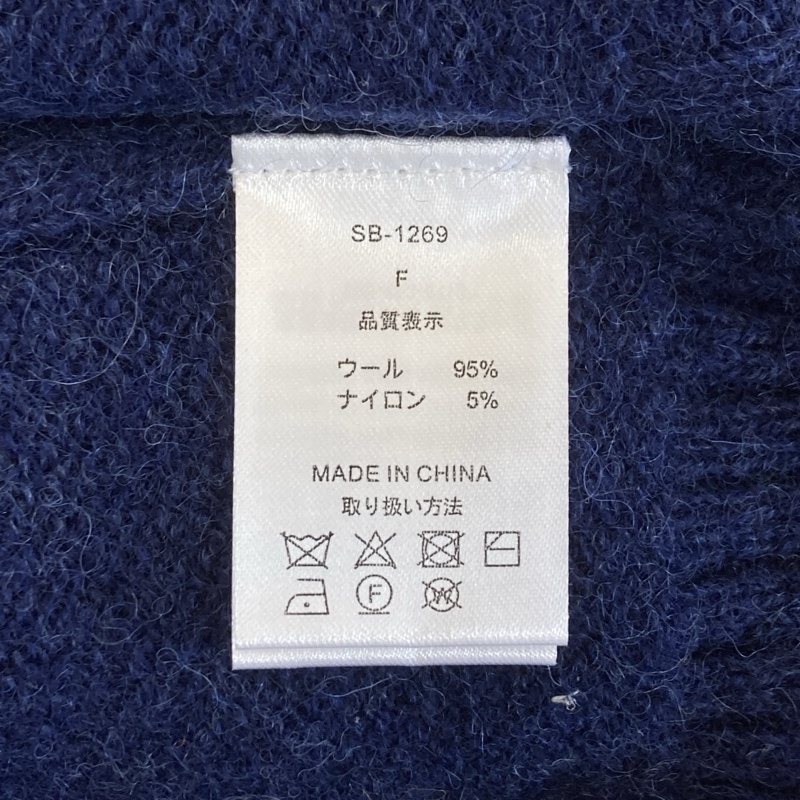 SB-1269
F
品質表示
ウール 95%
ナイロン 5%
MADE IN CHINA
取り扱い方法
F W